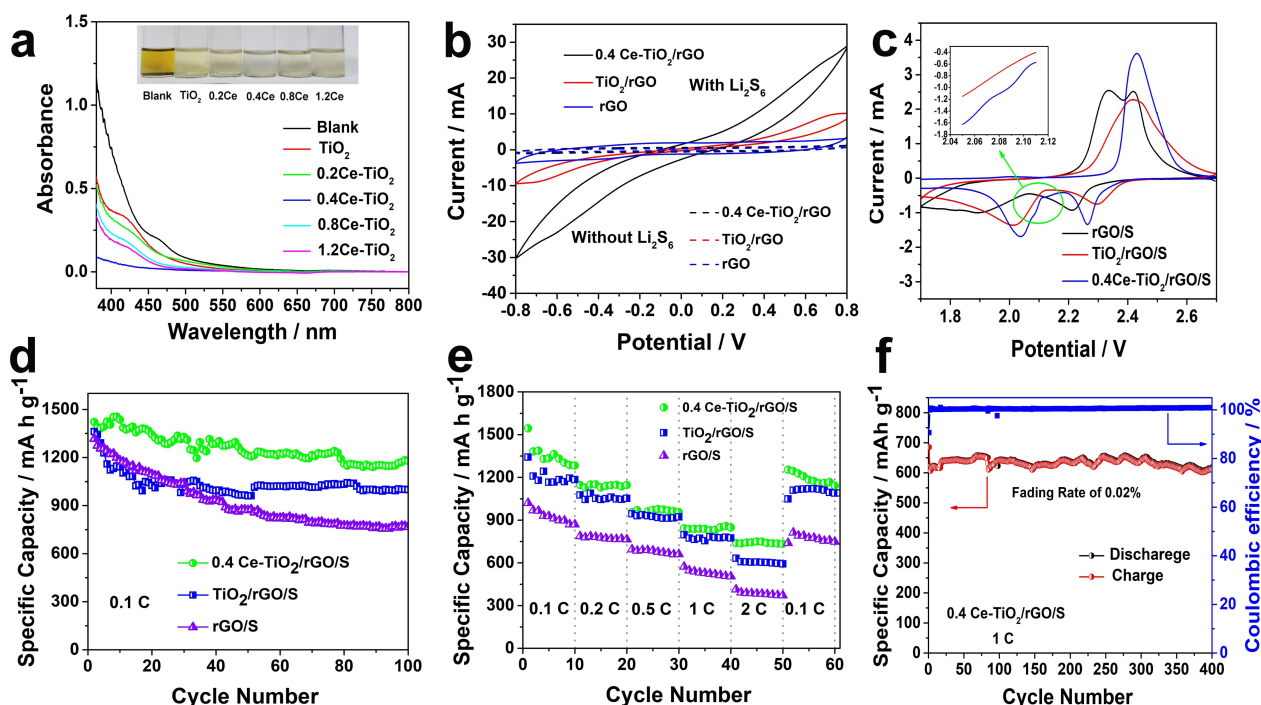 a
1.5
1.0
0.5
0.0
Absorbance
Blank TiO₂ 0.2Ce 0.4Ce 0.8Ce 1.2Ce
Blank
TiO₂
0.2Ce-TiO₂
0.4Ce-TiO₂
0.8Ce-TiO₂
1.2Ce-TiO₂
400 450 500 550 600 650 700 750 800
Wavelength / nm
b
40
30
20
10
0
-10
-20
-30
-40
Current / mA
0.4 Ce-TiO₂/rGO
TiO₂/rGO
rGO
With Li₂S₆
Without Li₂S₆
0.4 Ce-TiO₂/rGO
TiO₂/rGO
rGO
-0.8 -0.6 -0.4 -0.2 0.0 0.2 0.4 0.6 0.8
Potential / V
c
4
3
2
1
0
-1
-2
-3
Current / mA
-0.4
-0.6
-0.8
-1.0
-1.2
-1.4
-1.6
-1.8
2.04 2.06 2.08 2.10 2.12
rGO/S
TiO₂/rGO/S
0.4Ce-TiO₂/rGO/S
1.8 2.0 2.2 2.4 2.6
Potential / V
d
1500
1200
900
600
300
0
Specific Capacity / mA h g⁻¹
0.4 Ce-TiO₂/rGO/S
TiO₂/rGO/S
rGO/S
0.1 C
0 20 40 60 80 100
Cycle Number
e
1800
1500
1200
900
600
300
0
Specific Capacity / mA h g⁻¹
0.4 Ce-TiO₂/rGO/S
TiO₂/rGO/S
rGO/S
0.1 C 0.2 C 0.5 C 1 C 2 C 0.1 C
0 10 20 30 40 50 60
Cycle Number
f
800
750
700
650
600
550
500
450
400
350
300
250
200
150
100
50
0
Specific Capacity / mAh g⁻¹
Fading Rate of 0.02%
Discharege
Charge
0.4 Ce-TiO₂/rGO/S
1 C
100
80
60
40
20
0
Coulombic efficiency / %
0 50 100 150 200 250 300 350 400
Cycle Number